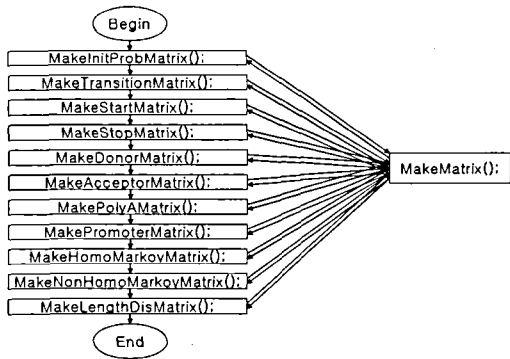 Begin
MakeInitProbMatrix();
MakeTransitionMatrix();
MakeStartMatrix();
MakeStopMatrix();
MakeDonorMatrix();
MakeAcceptorMatrix();
MakePolyAMatrix();
MakePromoterMatrix();
MakeHomoMarkovMatrix();
MakeNonHomoMarkovMatrix();
MakeLengthDisMatrix();
End
MakeMatrix();